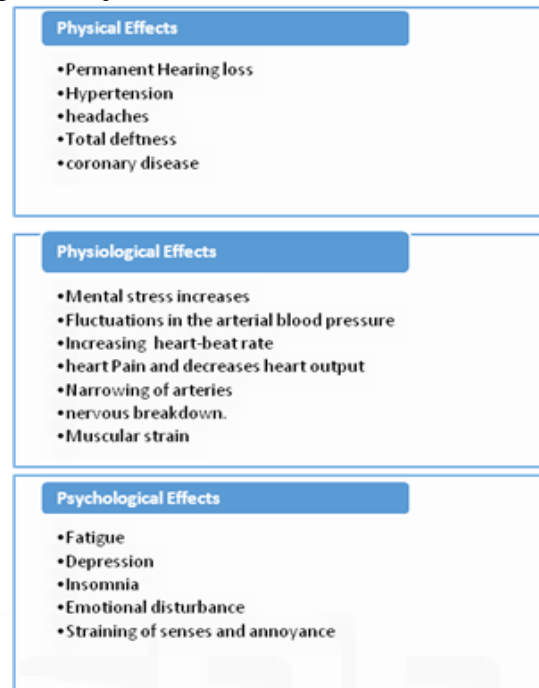 Physical Effects
•Permanent Hearing loss
•Hypertension
•headaches
•Total deftness
•coronary disease
Physiological Effects
•Mental stress increases
•Fluctuations in the arterial blood pressure
•Increasing heart-beat rate
•heart Pain and decreases heart output
•Narrowing of arteries
•nervous breakdown.
•Muscular strain
Psychological Effects
•Fatigue
•Depression
•Insomnia
•Emotional disturbance
•Straining of senses and annoyance